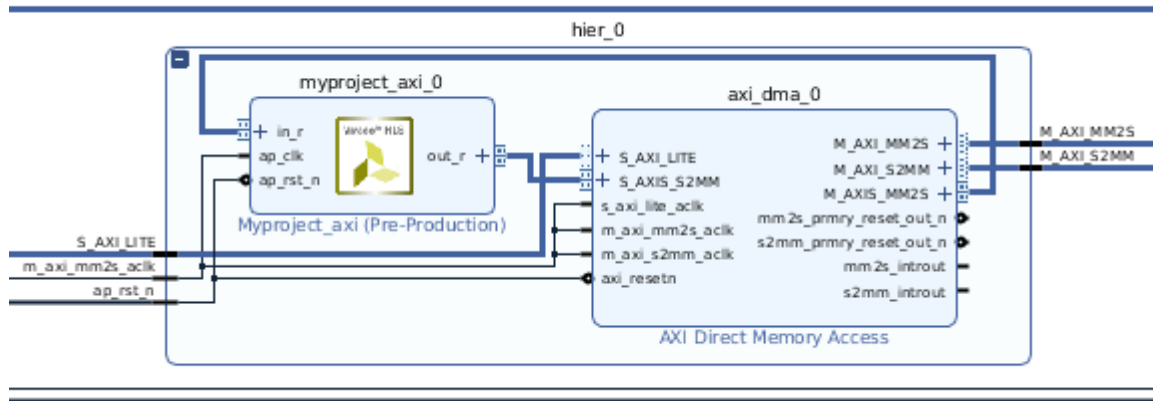 hier_0
myproject_axi_0
in_r
ap_clk
ap_rst_n
out_r
Vivado™ HLS
Myproject_axi (Pre-Production)
axi_dma_0
S_AXI_LITE
S_AXIS_S2MM
s_axi_lite_aclk
m_axi_mm2s_aclk
m_axi_s2mm_aclk
axi_resetn
M_AXI_MM2S
M_AXI_S2MM
M_AXIS_MM2S
mm2s_prmry_reset_out_n
s2mm_prmry_reset_out_n
mm2s_introut
s2mm_introut
AXI Direct Memory Access
S_AXI_LITE
m_axi_mm2s_aclk
ap_rst_n
M_AXI_MM2S
M_AXI_S2MM